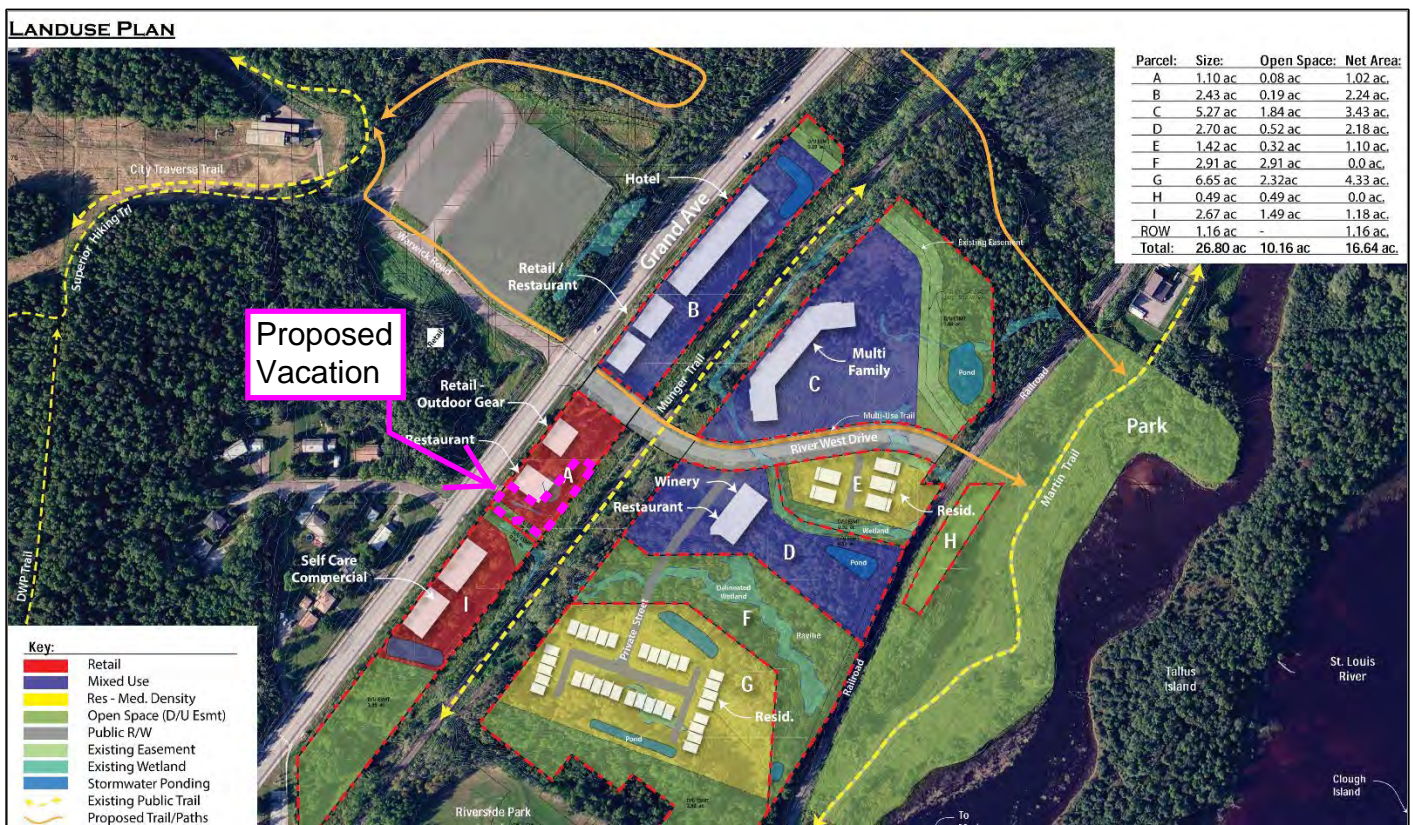 LANDUSE PLAN
Parcel: Size: Open Space: Net Area:
A 1.10 ac 0.08 ac 1.02 ac.
B 2.43 ac 0.19 ac 2.24 ac.
C 5.27 ac 1.84 ac 3.43 ac.
D 2.70 ac 0.52 ac 2.18 ac.
E 1.42 ac 0.32 ac 1.10 ac.
F 2.91 ac 2.91 ac 0.0 ac.
G 6.65 ac 2.32ac 4.33 ac.
H 0.49 ac 0.49 ac 0.0 ac.
I 2.67 ac 1.49 ac 1.18 ac.
ROW 1.16 ac - 1.16 ac.
Total: 26.80 ac 10.16 ac 16.64 ac.
City Traverse Trail
Superior Hiking Trl
DWP Trail
Warwick Road
Grand Ave
Hotel
Retail /
Restaurant
B
Existing Easement
Proposed
Vacation
Retail
Retail -
Outdoor Gear
Restaurant
A
Munger Trail
Multi
Family
C
Pond
Railroad
Multi-Use Trail
River West Drive
Park
Martin Trail
Winery
Restaurant
E
Resid.
Wetland
D
Pond
H
Self Care
Commercial
I
Delineated
Wetland
F
Ravine
Private Street
G
Resid.
Pond
Railroad
Riverside Park
Tallus
Island
St. Louis
River
Clough
Island
To
Key:
Retail
Mixed Use
Res - Med. Density
Open Space (D/U Esmt)
Public R/W
Existing Easement
Existing Wetland
Stormwater Ponding
Existing Public Trail
Proposed Trail/Paths